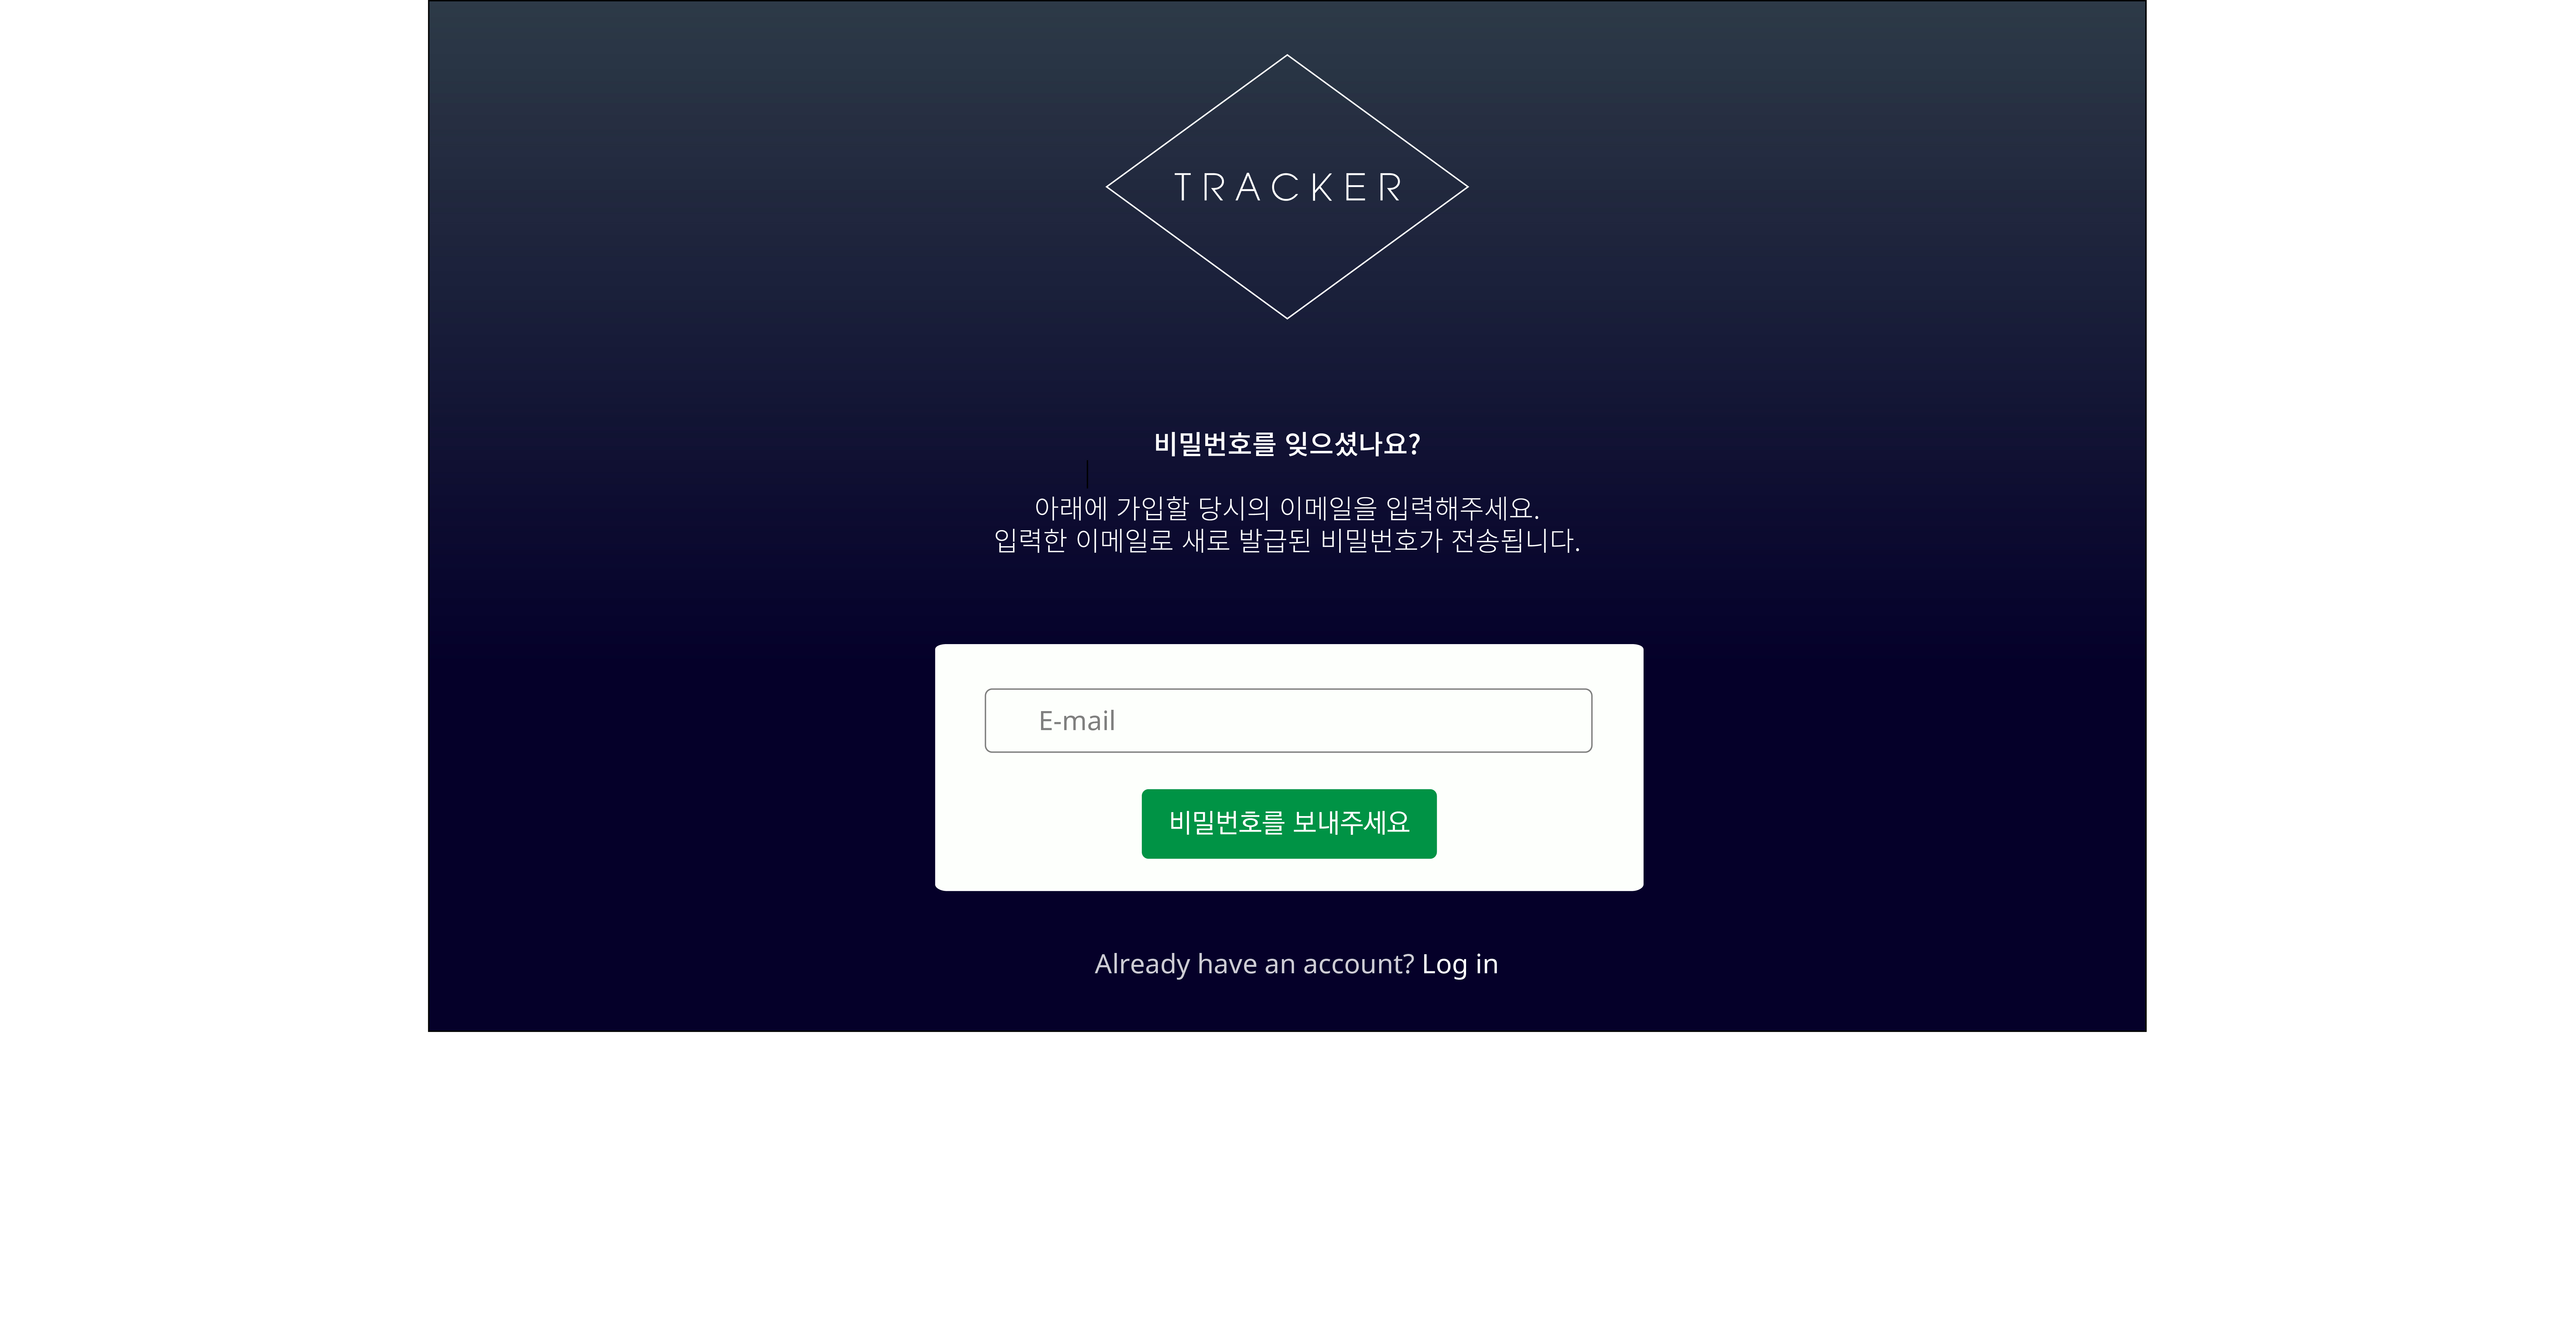 TRACKER
비밀번호를 잊으셨나요?
아래에 가입할 당시의 이메일을 입력해주세요.
입력한 이메일로 새로 발급된 비밀번호가 전송됩니다.
E-mail
비밀번호를 보내주세요
Already have an account? Log in